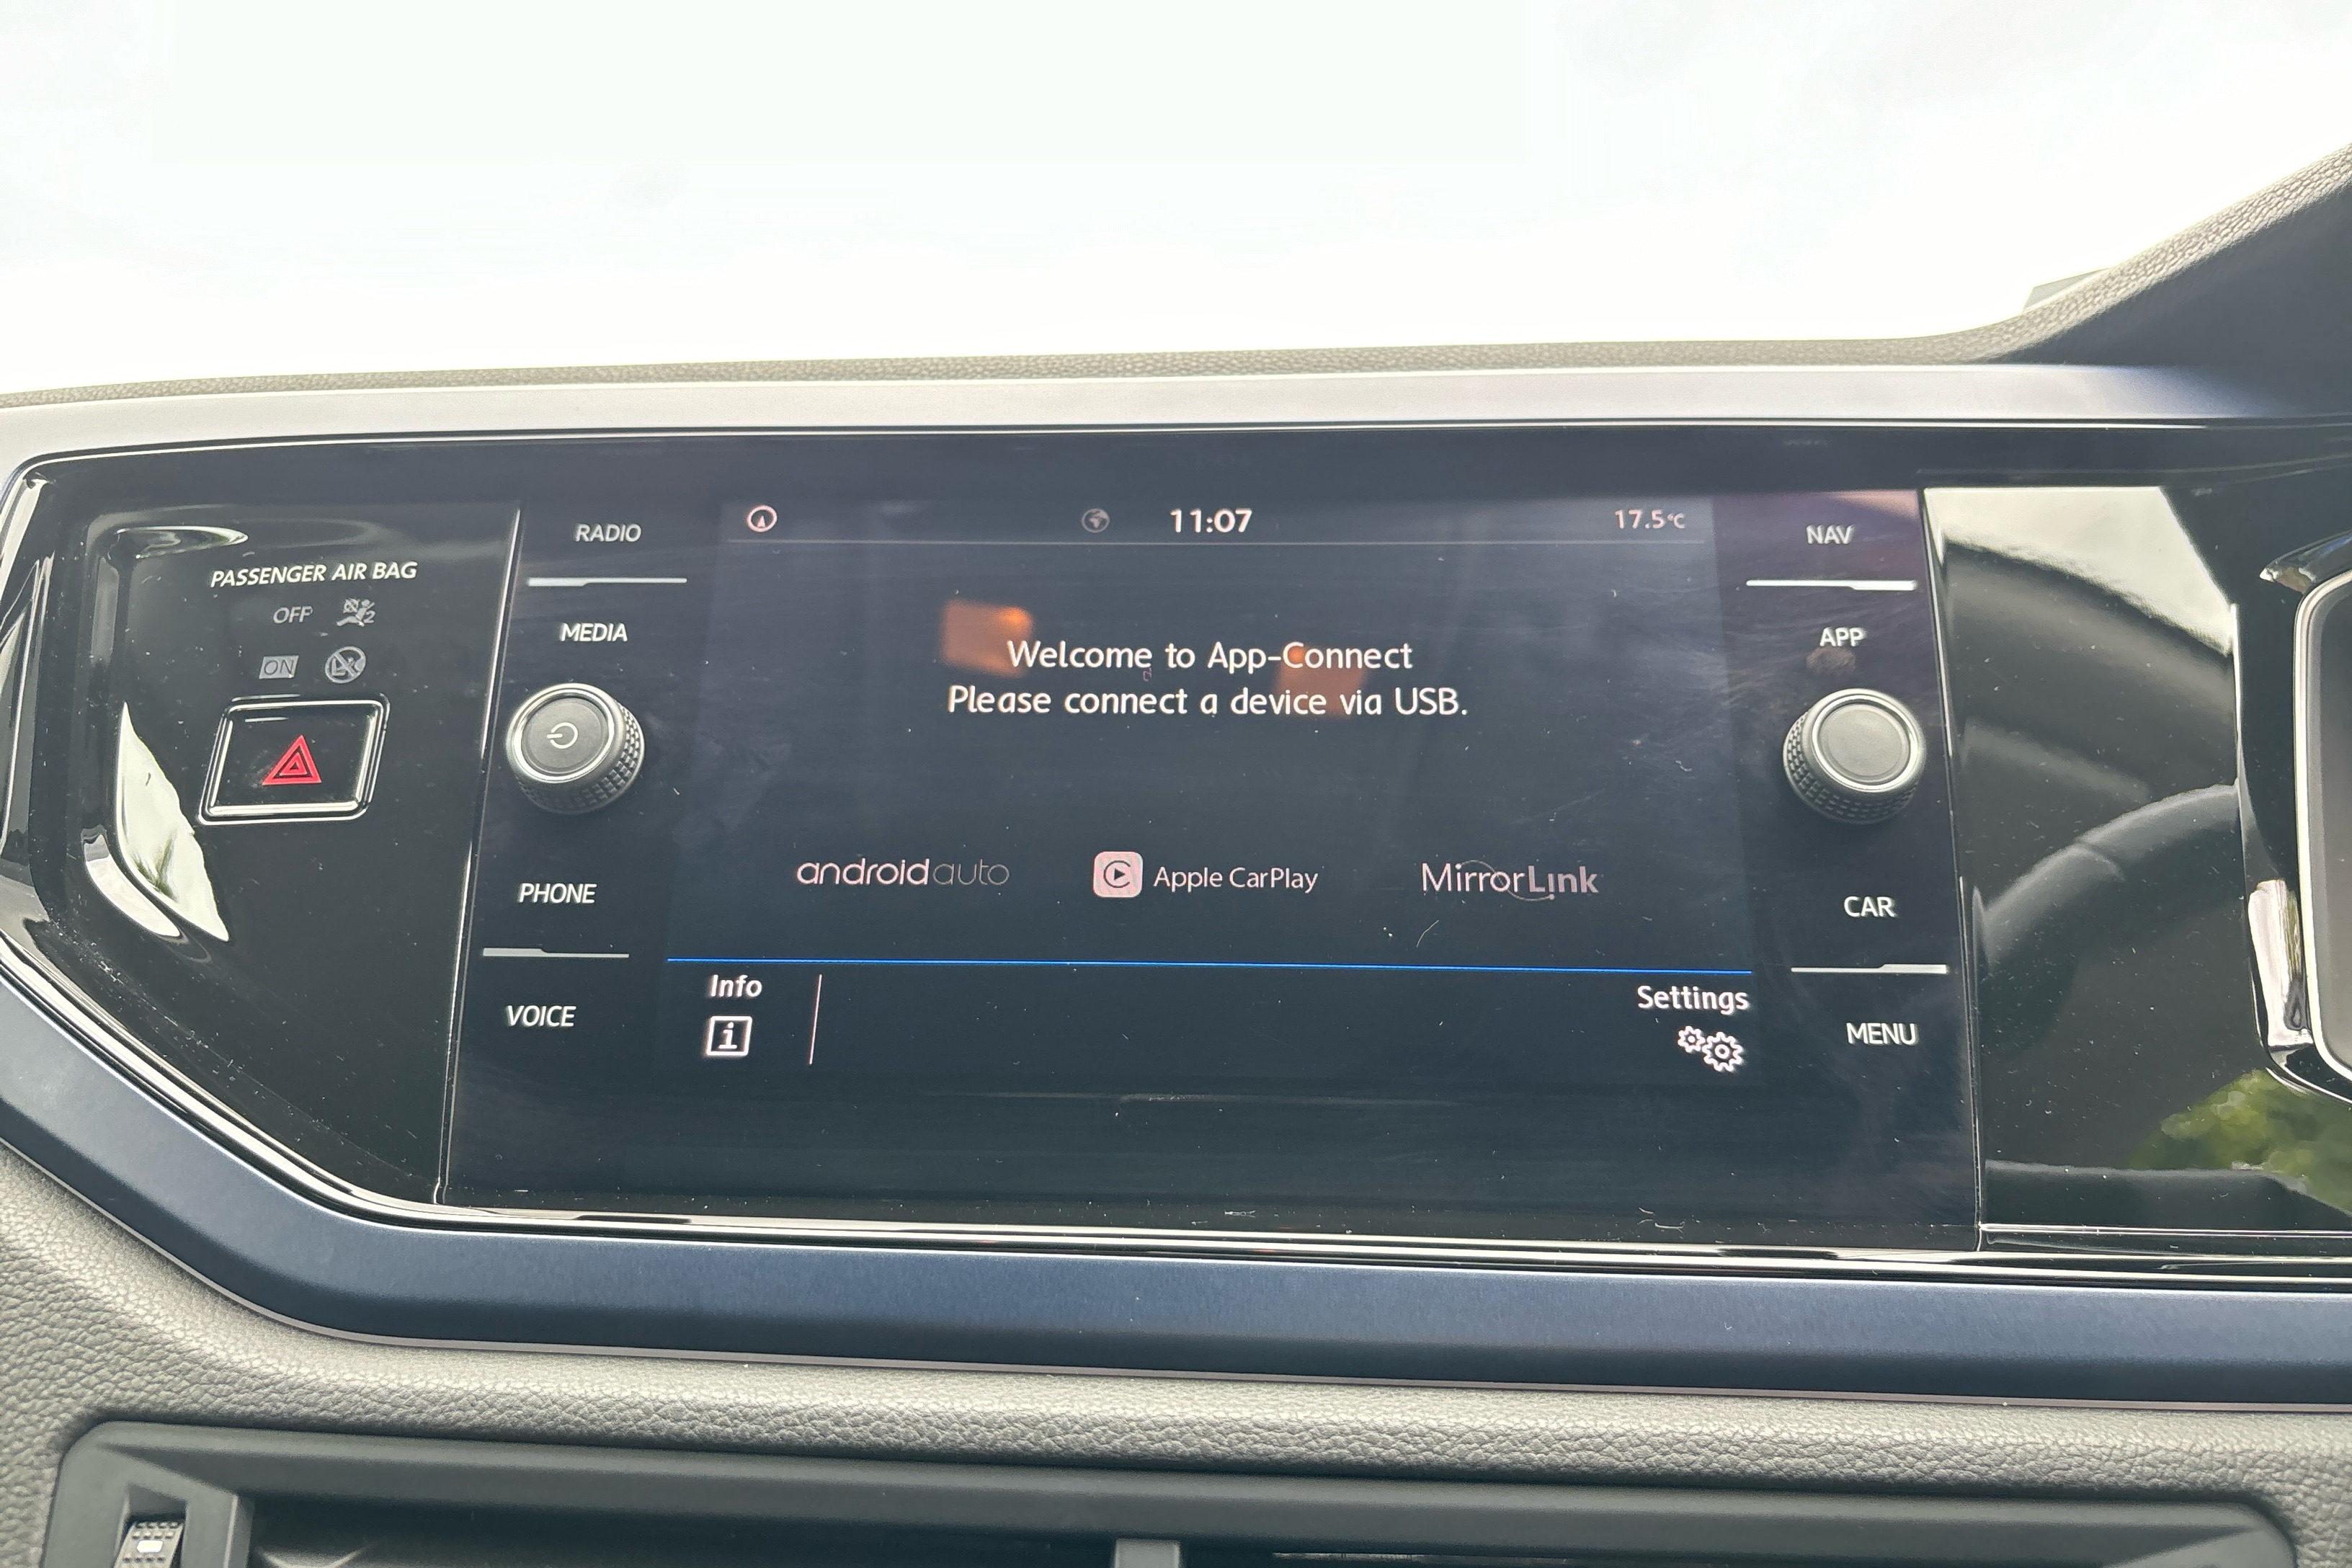 PASSENGER AIR BAG
OFF
2
ON
RADIO
MEDIA
PHONE
VOICE
11:07
17.5°C
Welcome to App-Connect
Please connect a device via USB.
androidauto
Apple CarPlay
MirrorLink
Info
i
Settings
NAV
APP
CAR
MENU